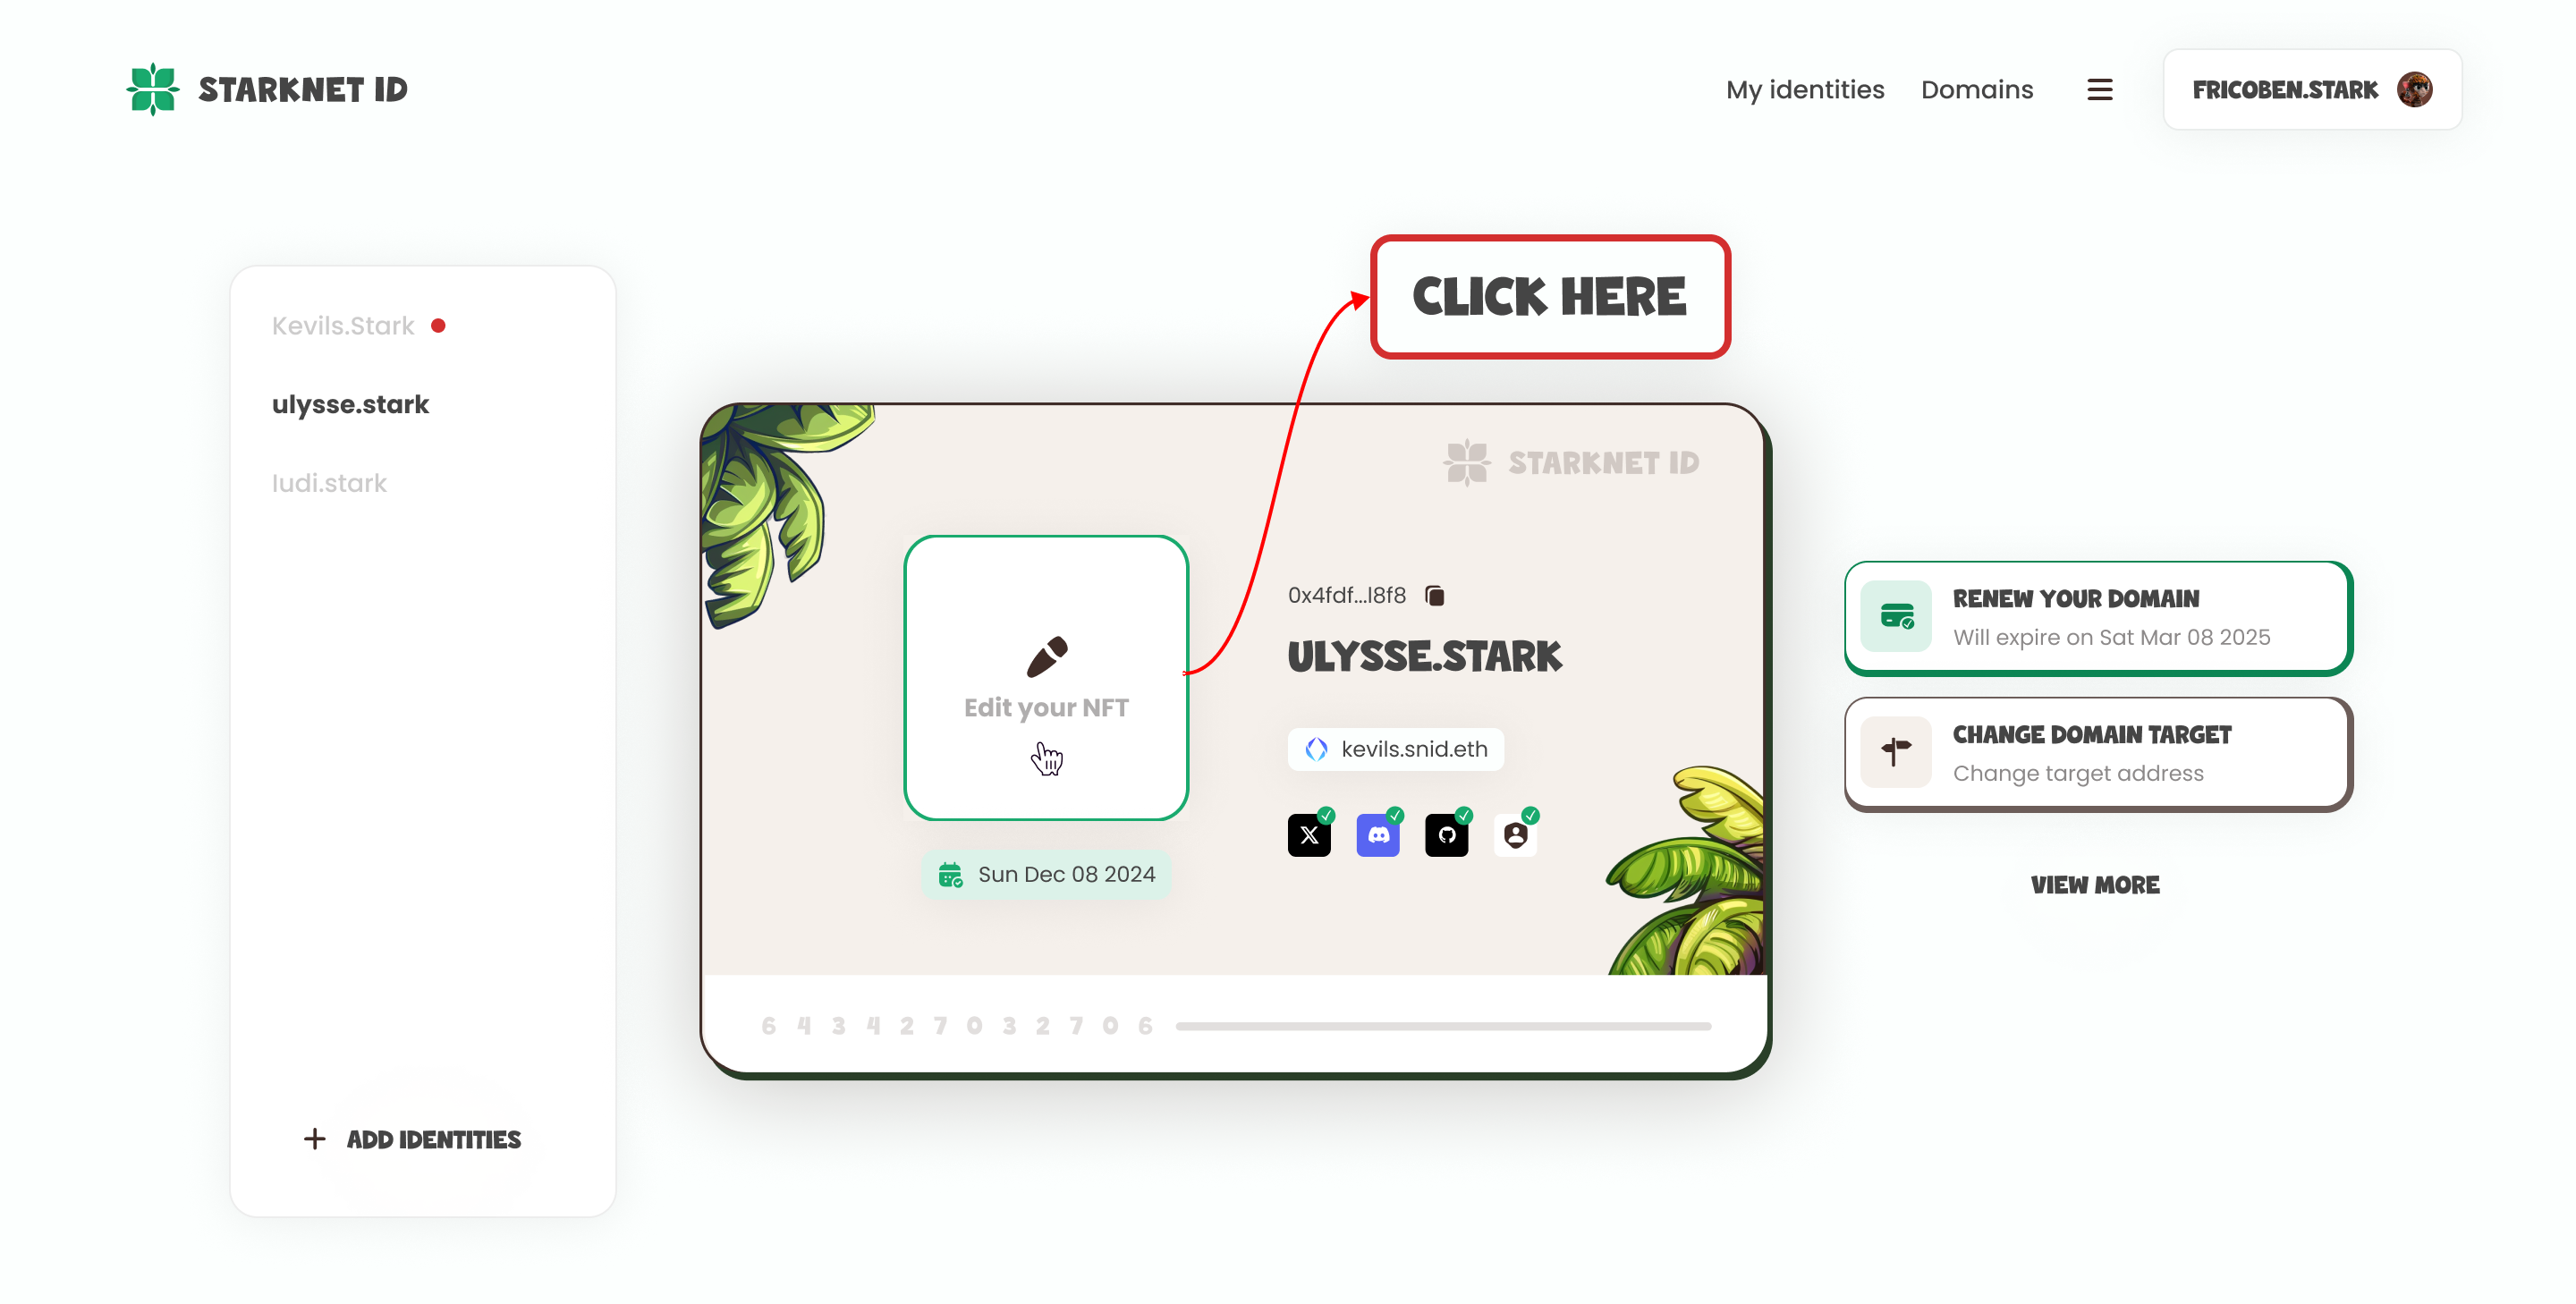 STARKNET ID
My identities
Domains
FRICOBEN.STARK
CLICK HERE
Kevils.Stark
ulysse.stark
ludi.stark
ADD IDENTITIES
STARKNET ID
Edit your NFT
Sun Dec 08 2024
0x4fdf...l8f8
ULYSSE.STARK
kevils.snid.eth
6 4 3 4 2 7 0 3 2 7 0 6
RENEW YOUR DOMAIN
Will expire on Sat Mar 08 2025
CHANGE DOMAIN TARGET
Change target address
VIEW MORE